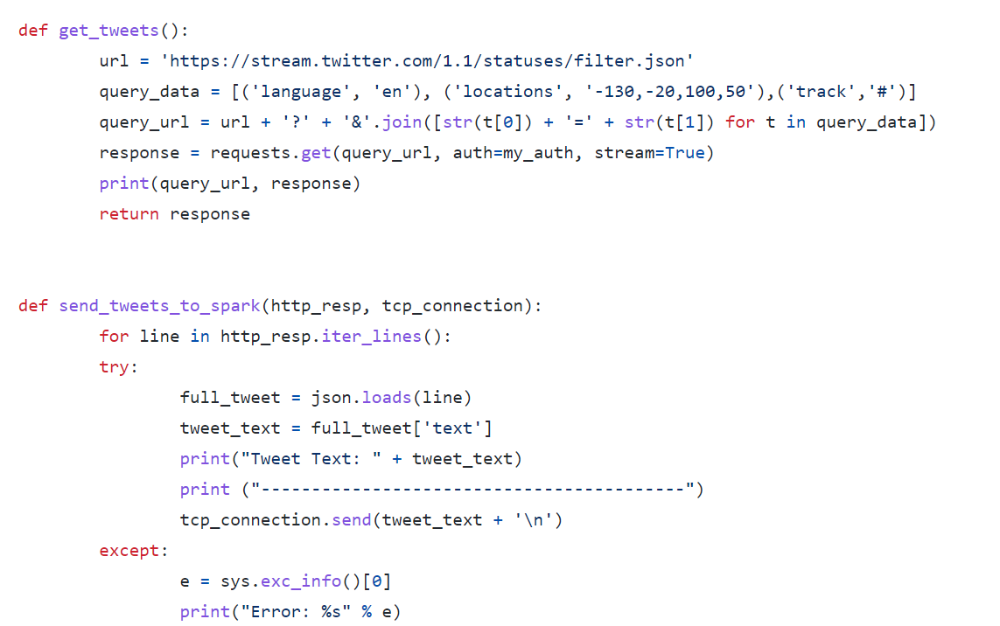 def get_tweets():
        url = 'https://stream.twitter.com/1.1/statuses/filter.json'
        query_data = [('language', 'en'), ('locations', '-130,-20,100,50'),('track','#')]
        query_url = url + '?' + '&'.join([str(t[0]) + '=' + str(t[1]) for t in query_data])
        response = requests.get(query_url, auth=my_auth, stream=True)
        print(query_url, response)
        return response
def send_tweets_to_spark(http_resp, tcp_connection):
        for line in http_resp.iter_lines():
        try:
                full_tweet = json.loads(line)
                tweet_text = full_tweet['text']
                print("Tweet Text: " + tweet_text)
                print ("------------------------------------------")
                tcp_connection.send(tweet_text + '\n')
        except:
                e = sys.exc_info()[0]
                print("Error: %s" % e)